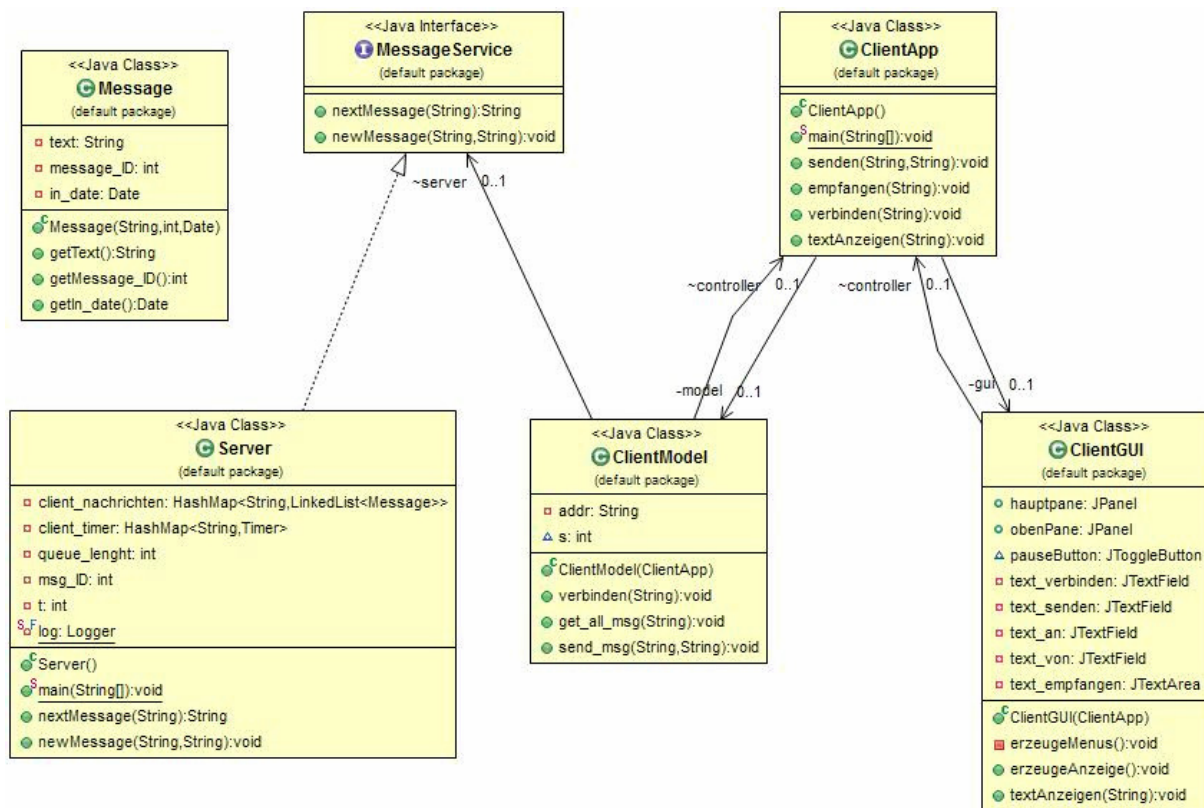 <<Java Class>>
Message
(default package)
text: String
message_ID: int
in_date: Date
Message(String,int,Date)
getText():String
getMessage_ID():int
getIn_date():Date
<<Java Interface>>
I MessageService
(default package)
nextMessage(String):String
newMessage(String,String):void
<<Java Class>>
C ClientApp
(default package)
C ClientApp()
S main(String[]):void
senden(String,String):void
empfangen(String):void
verbinden(String):void
textAnzeigen(String):void
~server 0..1
~controller 0..1
~controller 0..1
-model 0..1
-gui 0..1
<<Java Class>>
C Server
(default package)
client_nachrichten: HashMap<String,LinkedList<Message>>
client_timer: HashMap<String,Timer>
queue_lenght: int
msg_ID: int
t: int
S F log: Logger
C Server()
S main(String[]):void
nextMessage(String):String
newMessage(String,String):void
<<Java Class>>
C ClientModel
(default package)
addr: String
s: int
C ClientModel(ClientApp)
verbinden(String):void
get_all_msg(String):void
send_msg(String,String):void
<<Java Class>>
C ClientGUI
(default package)
hauptpane: JPanel
obenPane: JPanel
pauseButton: JToggleButton
text_verbinden: JTextField
text_senden: JTextField
text_an: JTextField
text_von: JTextField
text_empfangen: JTextArea
C ClientGUI(ClientApp)
erzeugeMenus():void
erzeugeAnzeige():void
textAnzeigen(String):void